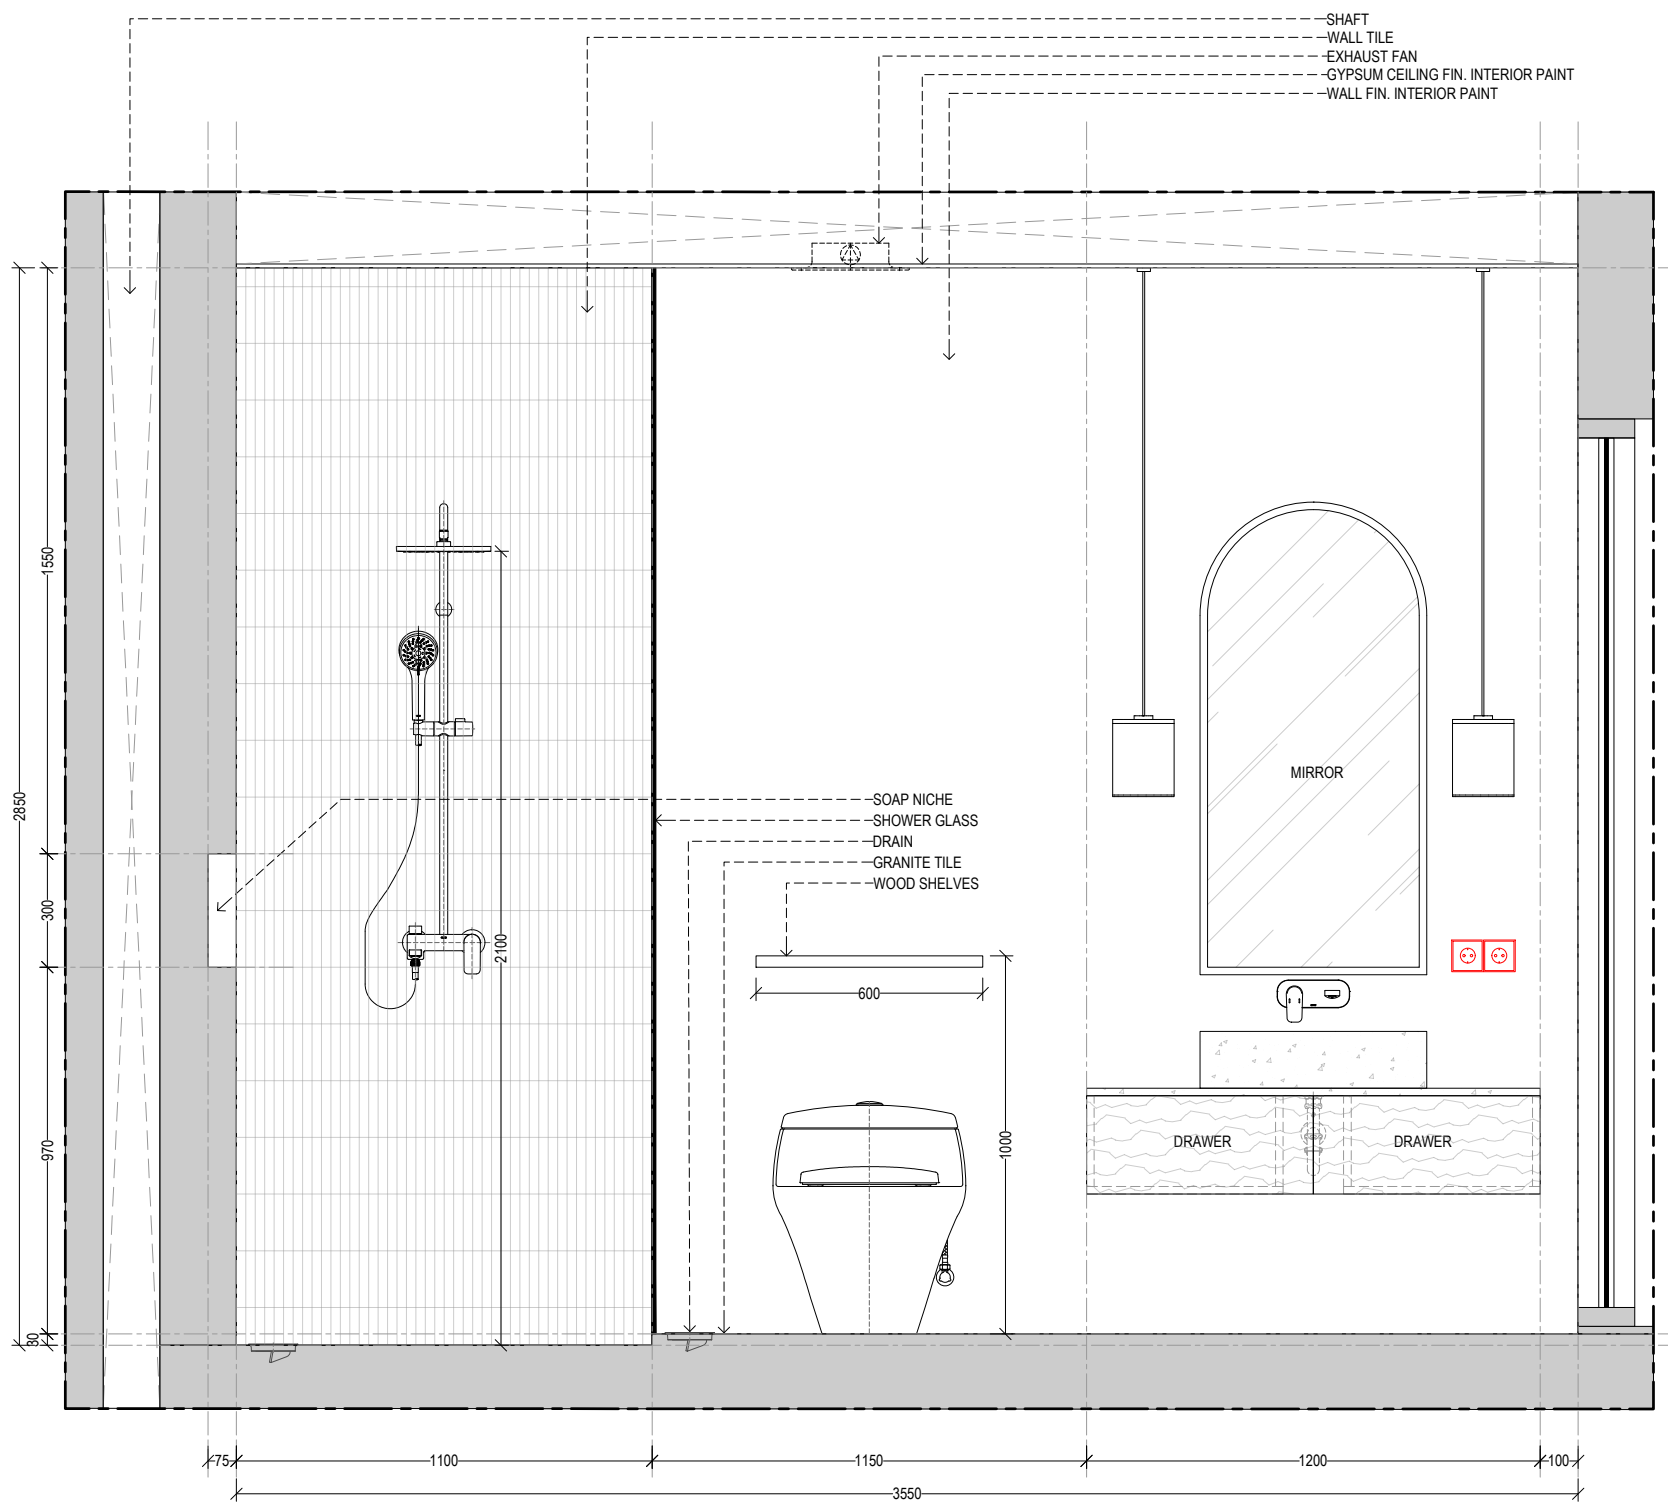 SHAFT
WALL TILE
EXHAUST FAN
GYPSUM CEILING FIN. INTERIOR PAINT
WALL FIN. INTERIOR PAINT
1550
2850
300
970
30
2100
MIRROR
SOAP NICHE
SHOWER GLASS
DRAIN
GRANITE TILE
WOOD SHELVES
600
1000
DRAWER
DRAWER
75
1100
1150
1200
100
3550